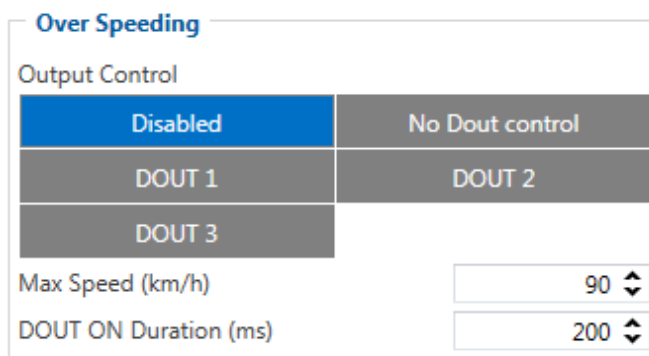 Over Speeding
Output Control
Disabled No Dout control
DOUT 1 DOUT 2
DOUT 3
Max Speed (km/h) 90
DOUT ON Duration (ms) 200